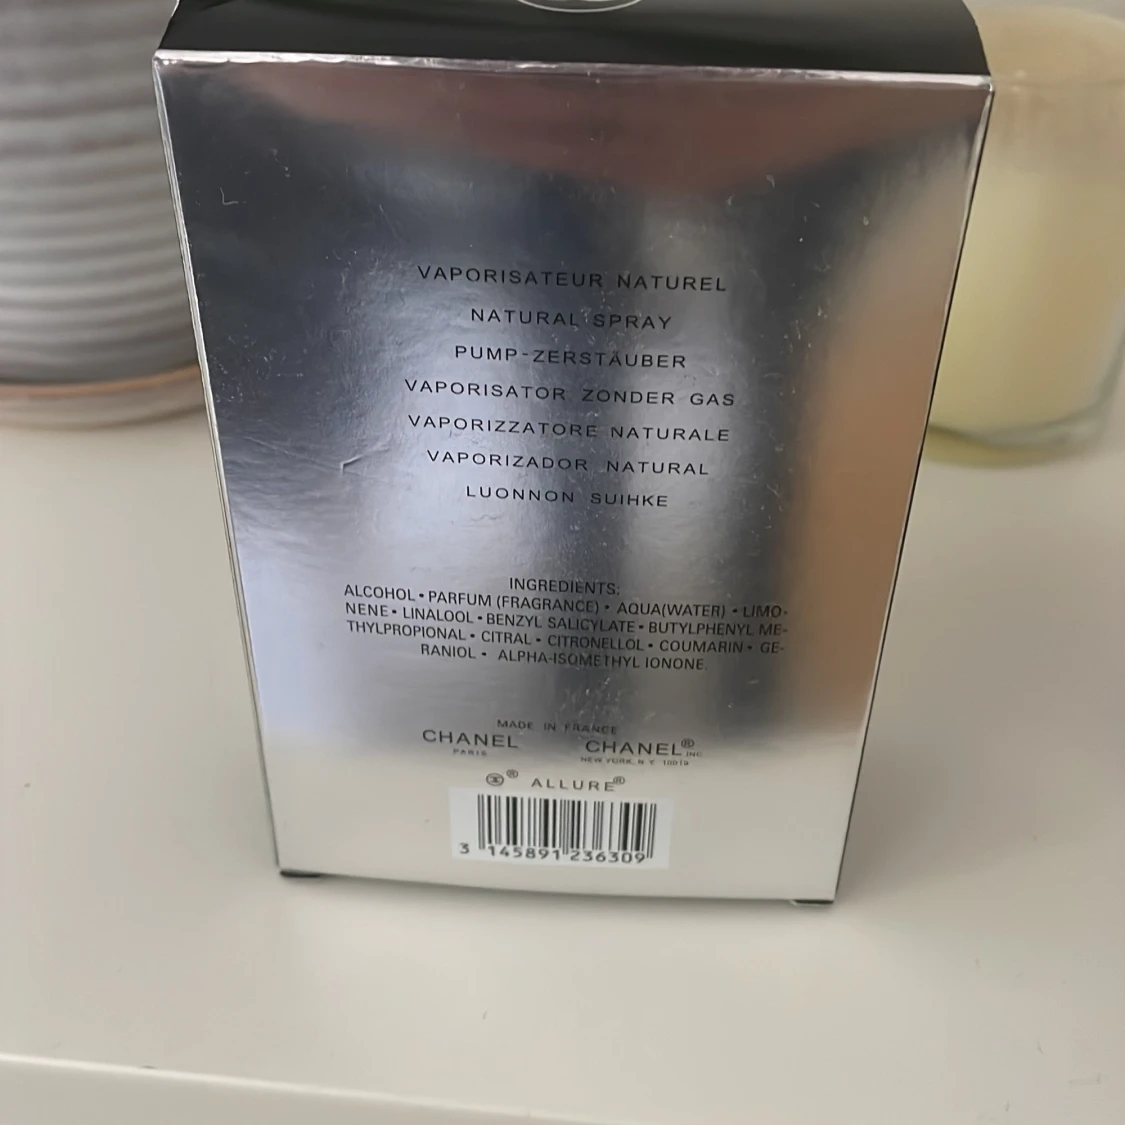 VAPORISATEUR NATUREL
NATURAL SPRAY
PUMP-ZERSTÄUBER
VAPORISATOR ZONDER GAS
VAPORIZZATORE NATURALE
VAPORIZADOR NATURAL
LUONNON SUIHKE
INGREDIENTS:
ALCOHOL • PARFUM (FRAGRANCE) • AQUA(WATER) • LIMO-
NENE • LINALOOL • BENZYL SALICYLATE • BUTYLPHENYL ME-
THYLPROPIONAL • CITRAL • CITRONELLOL • COUMARIN • GE-
RANIOL • ALPHA-ISOMETHYL IONONE.
MADE IN FRANCE
CHANEL CHANEL® INC
PARIS NEW YORK, N.Y. 10019
® ALLURE®
3 145891 236309